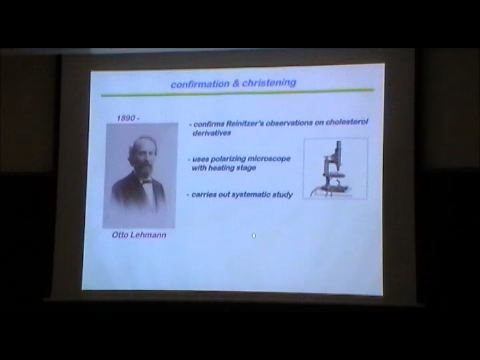 confirmation & christening
1890 -
- confirms Reinitzer's observations on cholesterol
derivatives
- uses polarizing microscope
with heating stage
- carries out systematic study
Otto Lehmann